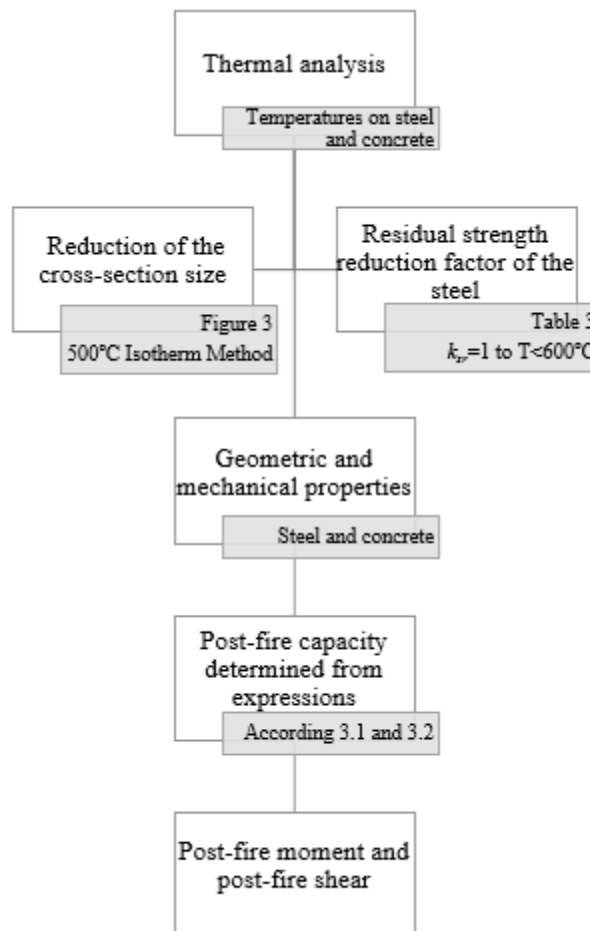 Thermal analysis
Temperatures on steel
and concrete
Reduction of the
cross-section size
Figure 3
500°C Isotherm Method
Residual strength
reduction factor of the
steel
Table 3
=1 to T<600°C
Geometric and
mechanical properties
Steel and concrete
Post-fire capacity
determined from
expressions
According 3.1 and 3.2
Post-fire moment and
post-fire shear